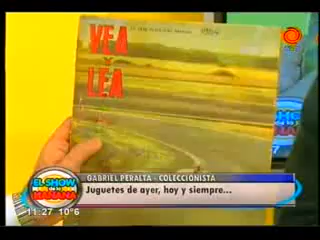 VEA
Y
LEA
GABRIEL PERALTA - COLECCIONISTA
Juguetes de ayer, hoy y siempre...
EL SHOW
DE LA
MAÑANA
11:27 10°6